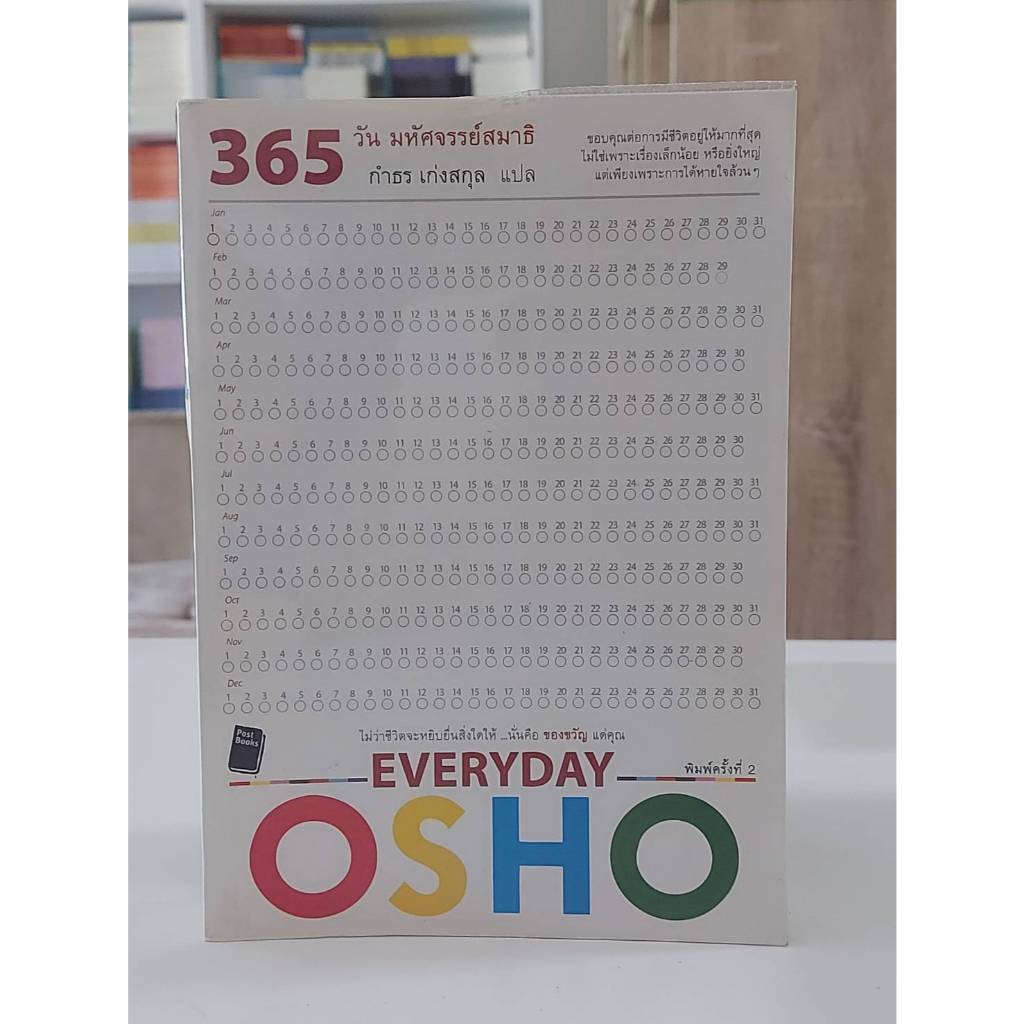 365 วัน มหัศจรรย์สมาธิ
กำธร เก่งสกุล แปล
ขอบคุณต่อการมีชีวิตอยู่ให้มากที่สุด
ไม่ใช่เพราะเรื่องเล็กน้อย หรือยิ่งใหญ่
แต่เพียงเพราะการได้หายใจล้วนๆ
Jan
1 2 3 4 5 6 7 8 9 10 11 12 13 14 15 16 17 18 19 20 21 22 23 24 25 26 27 28 29 30 31
Feb
1 2 3 4 5 6 7 8 9 10 11 12 13 14 15 16 17 18 19 20 21 22 23 24 25 26 27 28 29
Mar
1 2 3 4 5 6 7 8 9 10 11 12 13 14 15 16 17 18 19 20 21 22 23 24 25 26 27 28 29 30 31
Apr
1 2 3 4 5 6 7 8 9 10 11 12 13 14 15 16 17 18 19 20 21 22 23 24 25 26 27 28 29 30
May
1 2 3 4 5 6 7 8 9 10 11 12 13 14 15 16 17 18 19 20 21 22 23 24 25 26 27 28 29 30 31
Jun
1 2 3 4 5 6 7 8 9 10 11 12 13 14 15 16 17 18 19 20 21 22 23 24 25 26 27 28 29 30
Jul
1 2 3 4 5 6 7 8 9 10 11 12 13 14 15 16 17 18 19 20 21 22 23 24 25 26 27 28 29 30 31
Aug
1 2 3 4 5 6 7 8 9 10 11 12 13 14 15 16 17 18 19 20 21 22 23 24 25 26 27 28 29 30 31
Sep
1 2 3 4 5 6 7 8 9 10 11 12 13 14 15 16 17 18 19 20 21 22 23 24 25 26 27 28 29 30
Oct
1 2 3 4 5 6 7 8 9 10 11 12 13 14 15 16 17 18 19 20 21 22 23 24 25 26 27 28 29 30 31
Nov
1 2 3 4 5 6 7 8 9 10 11 12 13 14 15 16 17 18 19 20 21 22 23 24 25 26 27 28 29 30
Dec
1 2 3 4 5 6 7 8 9 10 11 12 13 14 15 16 17 18 19 20 21 22 23 24 25 26 27 28 29 30 31
Post
Books
ไม่ว่าชีวิตจะหยิบยื่นสิ่งใดให้ ...นั่นคือ ของขวัญ แด่คุณ
EVERYDAY
พิมพ์ครั้งที่ 2
OSHO